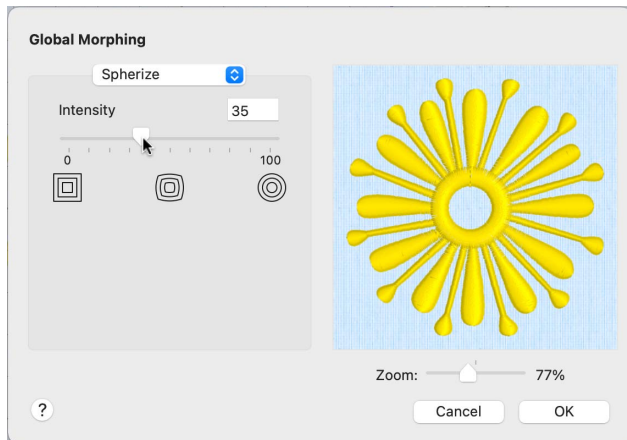 Global Morphing
Spherize
Intensity 35
0 100
Zoom: 77%
? Cancel OK